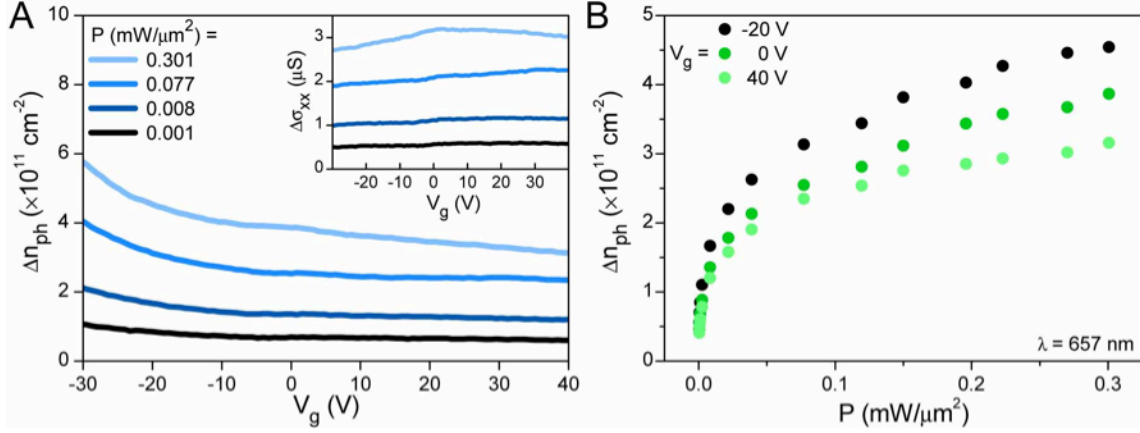 A
P (mW/μm²) =
0.301
0.077
0.008
0.001
10
8
6
4
2
0
Δn_ph (×10¹¹ cm⁻²)
-30 -20 -10 0 10 20 30 40
V_g (V)
3
2
1
0
Δσ_xx (μS)
-20 -10 0 10 20 30
V_g (V)
B
V_g =
-20 V
0 V
40 V
5
4
3
2
1
0
Δn_ph (×10¹¹ cm⁻²)
0.0 0.1 0.2 0.3
P (mW/μm²)
λ = 657 nm